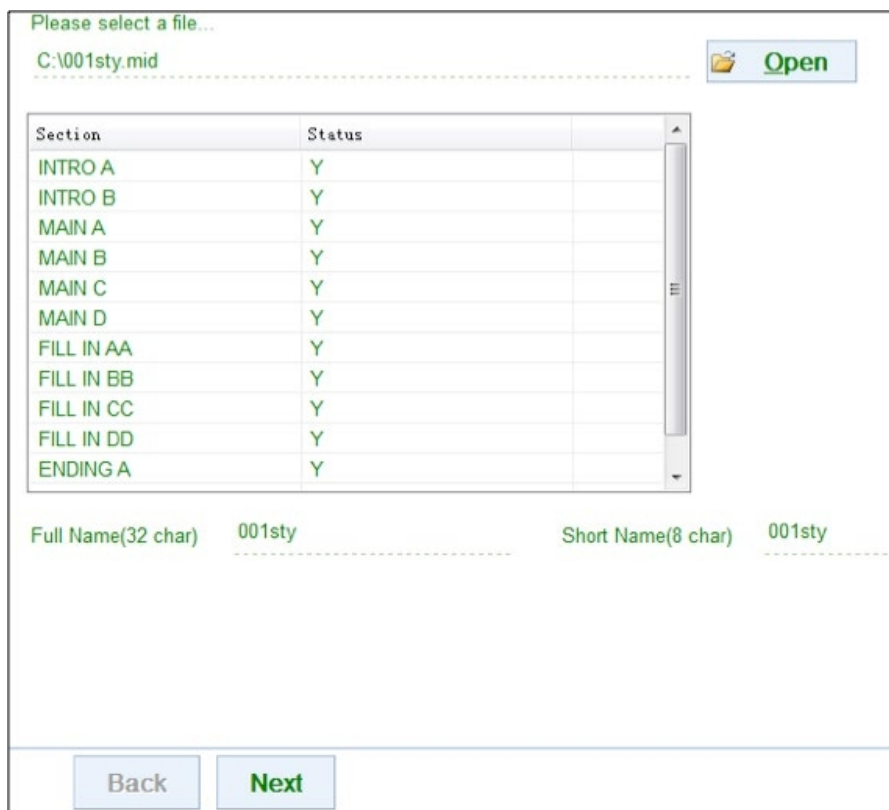 Please select a file...
C:\001sty.mid
Open
Section Status
INTRO A Y
INTRO B Y
MAIN A Y
MAIN B Y
MAIN C Y
MAIN D Y
FILL IN AA Y
FILL IN BB Y
FILL IN CC Y
FILL IN DD Y
ENDING A Y
Full Name(32 char) 001sty Short Name(8 char) 001sty
Back Next